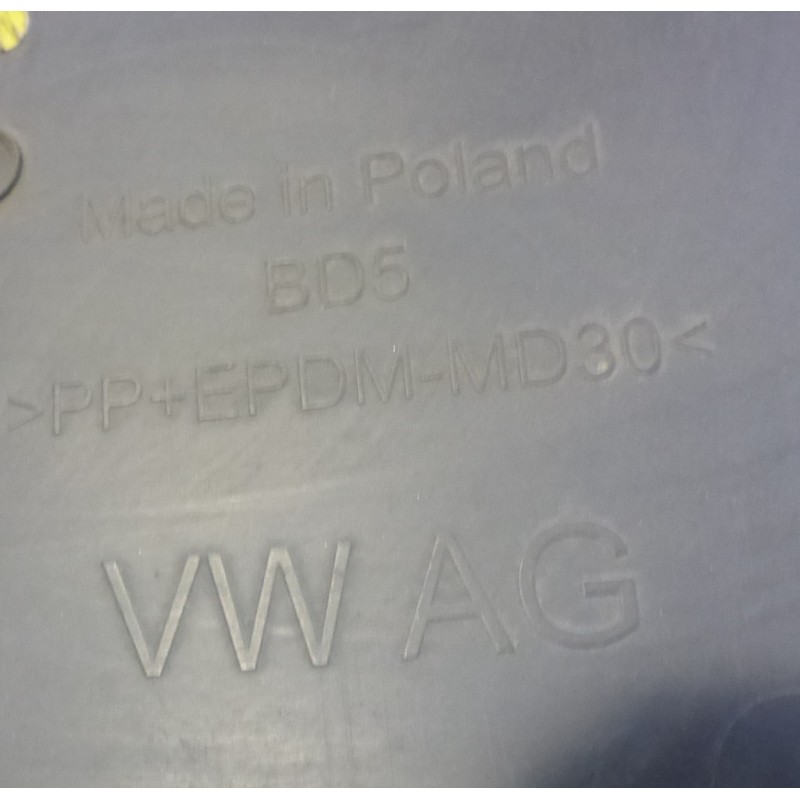 Made in Poland
BD5
>PP+EPDM-MD30<
VW AG